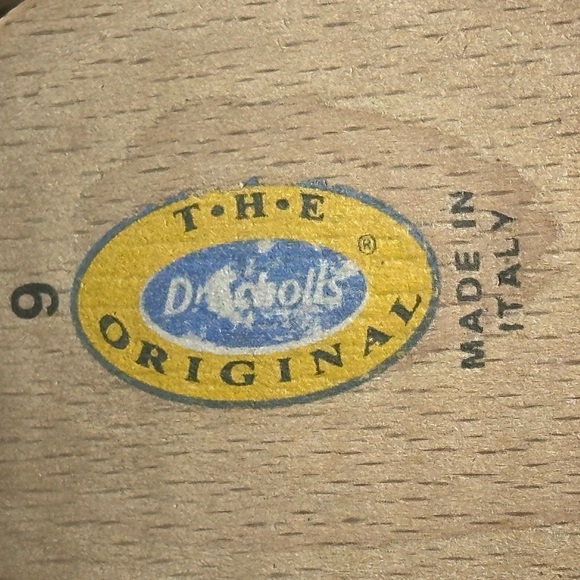 T·H·E
Dr. Scholl's
®
ORIGINAL
MADE IN
ITALY
9